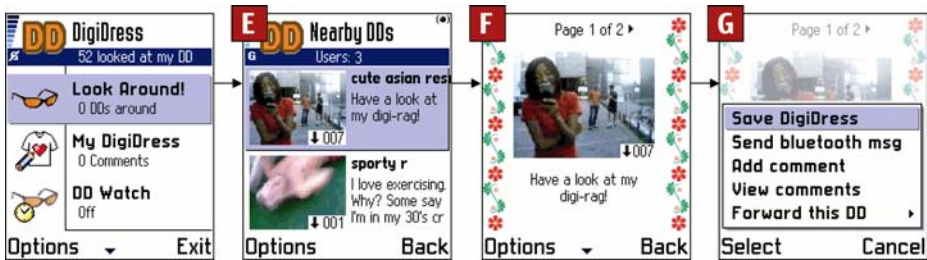 DD DigiDress
52 looked at my DD
Look Around!
0 DDs around
My DigiDress
0 Comments
DD Watch
Off
Options
Exit
E
DD Nearby DDs
G
Users: 3
cute asian res
Have a look at
my digi-rag!
007
sporty r
I love exercising.
Why? Some say
I'm in my 30's cr
001
Options
Back
F
Page 1 of 2
007
Have a look at my
digi-rag!
Options
Back
G
Page 1 of 2
Save DigiDress
Send bluetooth msg
Add comment
View comments
Forward this DD
Select
Cancel